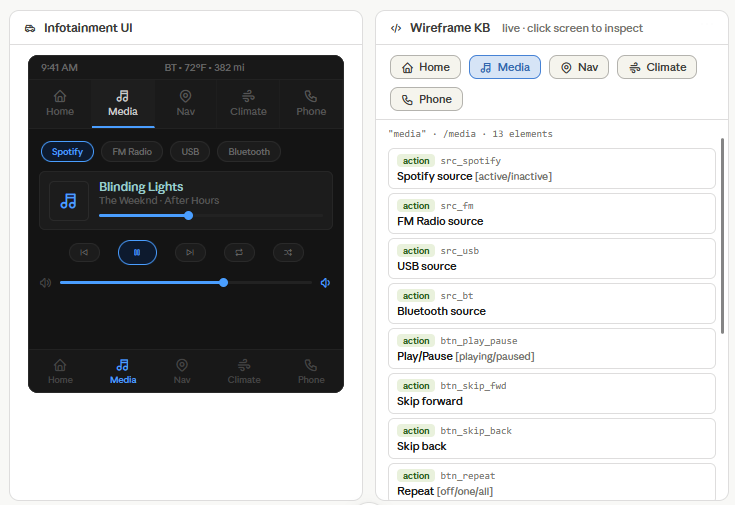 Infotainment UI
9:41 AM BT • 72°F • 382 mi
Home Media Nav Climate Phone
Spotify FM Radio USB Bluetooth
Blinding Lights
The Weeknd · After Hours
Home Media Nav Climate Phone
Wireframe KB live · click screen to inspect
Home Media Nav Climate
Phone
"media" · /media · 13 elements
action src_spotify
Spotify source [active/inactive]
action src_fm
FM Radio source
action src_usb
USB source
action src_bt
Bluetooth source
action btn_play_pause
Play/Pause [playing/paused]
action btn_skip_fwd
Skip forward
action btn_skip_back
Skip back
action btn_repeat
Repeat [off/one/all]